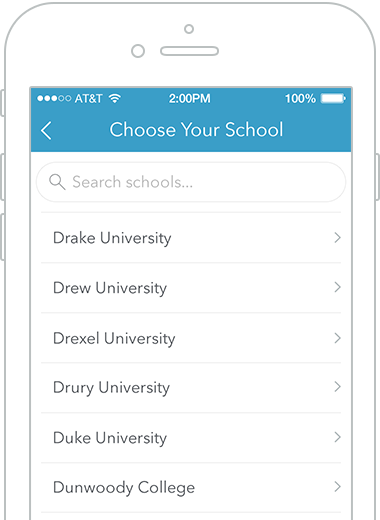 AT&T 2:00PM 100%
Choose Your School
Search schools...
Drake University
Drew University
Drexel University
Drury University
Duke University
Dunwoody College